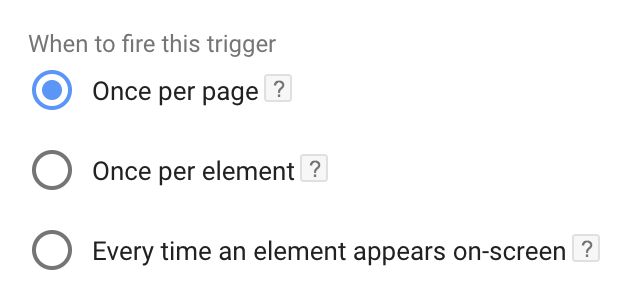 When to fire this trigger
Once per page ?
Once per element ?
Every time an element appears on-screen ?